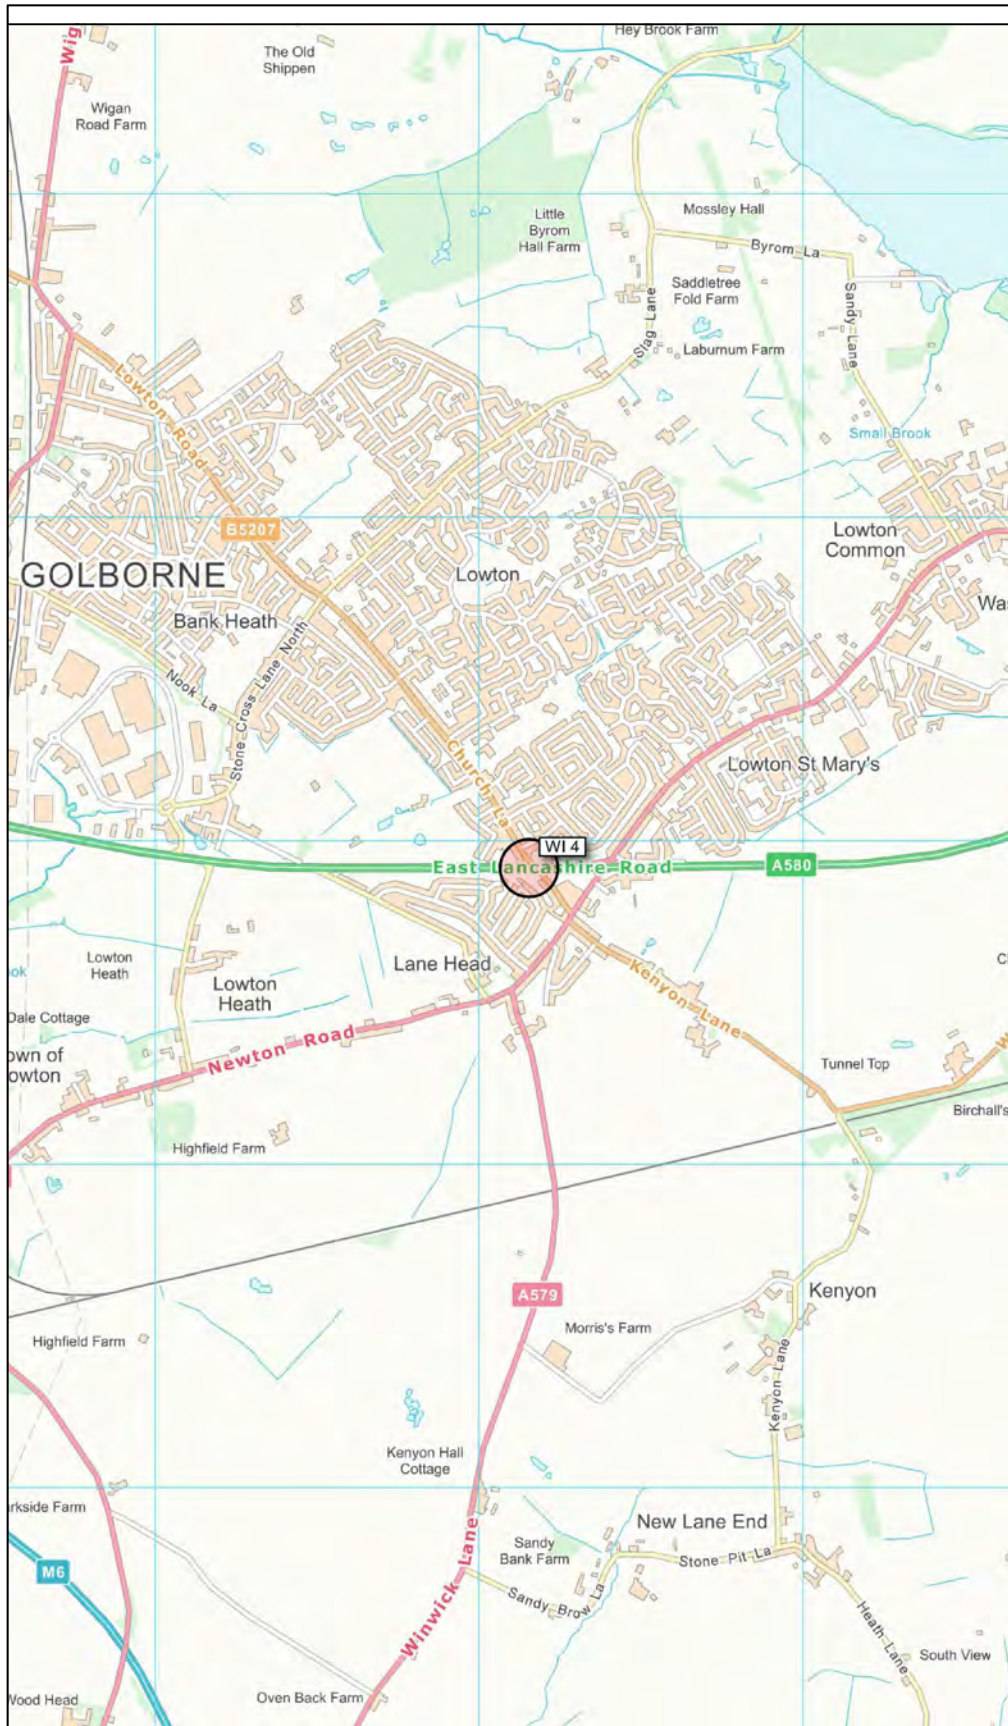 Hey Brook Farm
The Old
Shippen
Wig
Wigan
Road Farm
Little
Byrom
Hall Farm
Mossley Hall
Byrom La
Saddletree
Fold Farm
Sandy Lane
Slag Lane
Laburnum Farm
Lowton Road
Small Brook
B5207
Lowton
Common
GOLBORNE
Lowton
Bank Heath
Was
Nook La
Stone Cross Lane North
Church La
Lowton St Mary's
WI 4
East Lancashire Road
A580
Lowton
Heath
Lane Head
Lowton
Heath
Kenyon Lane
ook
Dale Cottage
Newton Road
own of
owton
Tunnel Top
Birchall's
Highfield Farm
A579
Kenyon
Morris's Farm
Highfield Farm
Kenyon Lane
Kenyon Hall
Cottage
rkside Farm
New Lane End
Sandy
Bank Farm
Stone Pit La
M6
Winwick Lane
Sandy Brow La
Heath Lane
South View
Wood Head
Oven Back Farm